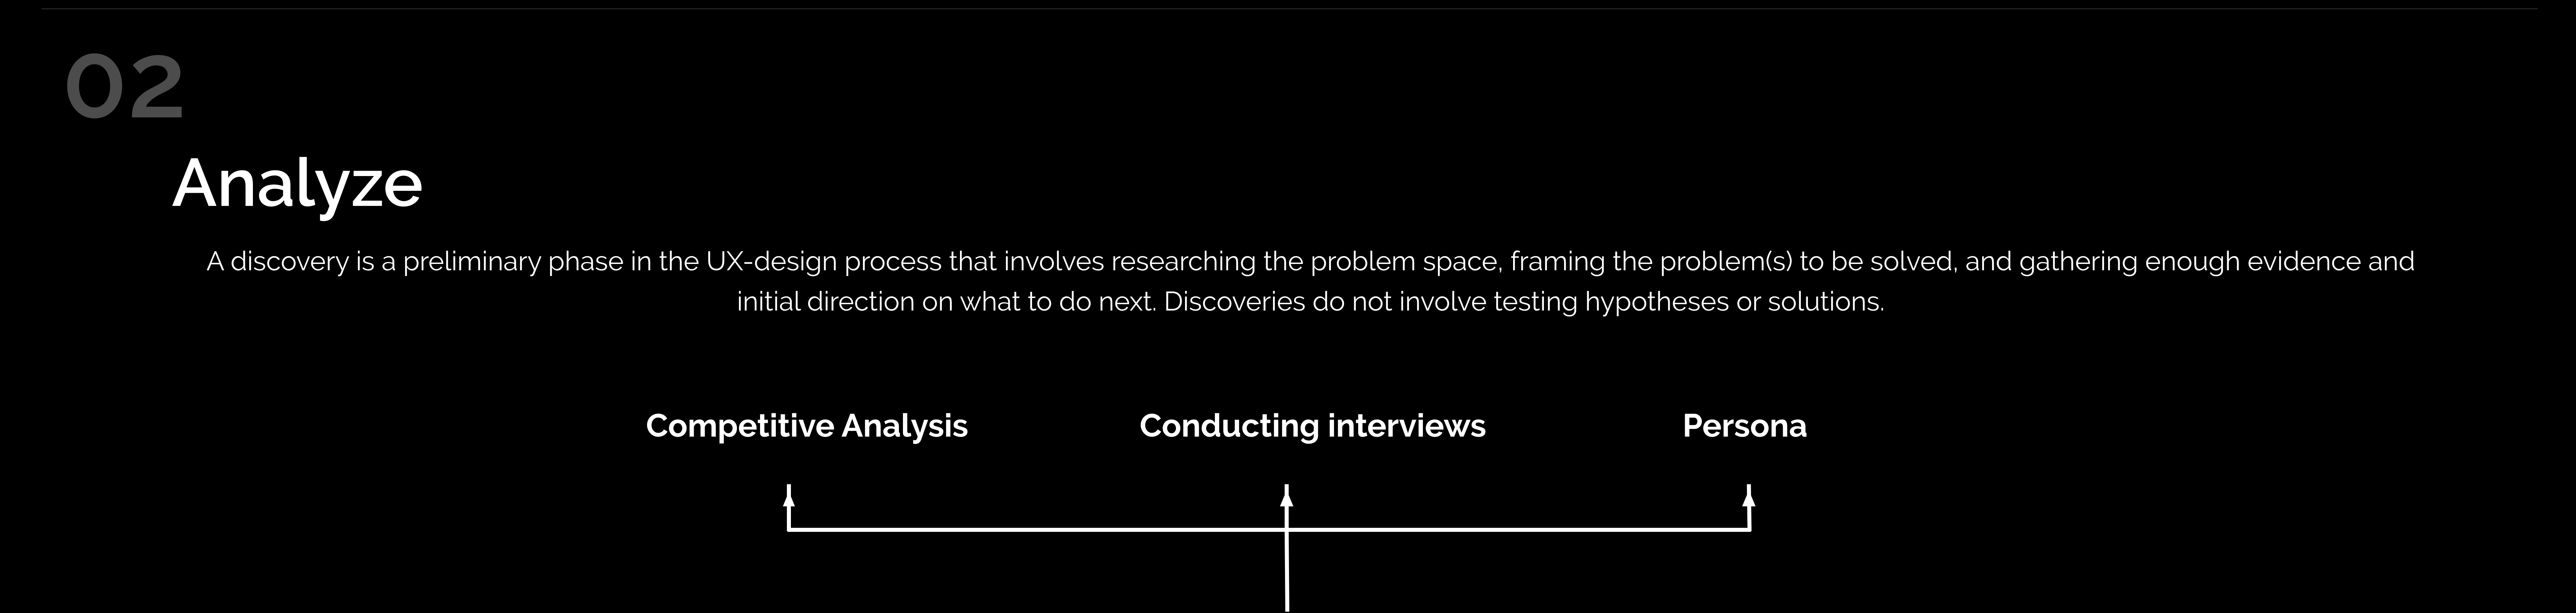 02
Analyze
A discovery is a preliminary phase in the UX-design process that involves researching the problem space, framing the problem(s) to be solved, and gathering enough evidence and
initial direction on what to do next. Discoveries do not involve testing hypotheses or solutions.
Competitive Analysis
Conducting interviews
Persona